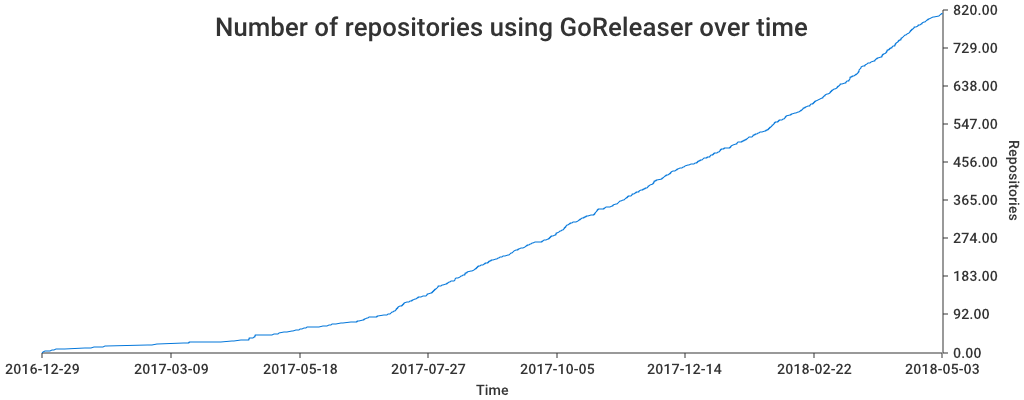 Number of repositories using GoReleaser over time
820.00
729.00
638.00
547.00
456.00
365.00
274.00
183.00
92.00
0.00
Repositories
2016-12-29 2017-03-09 2017-05-18 2017-07-27 2017-10-05 2017-12-14 2018-02-22 2018-05-03
Time